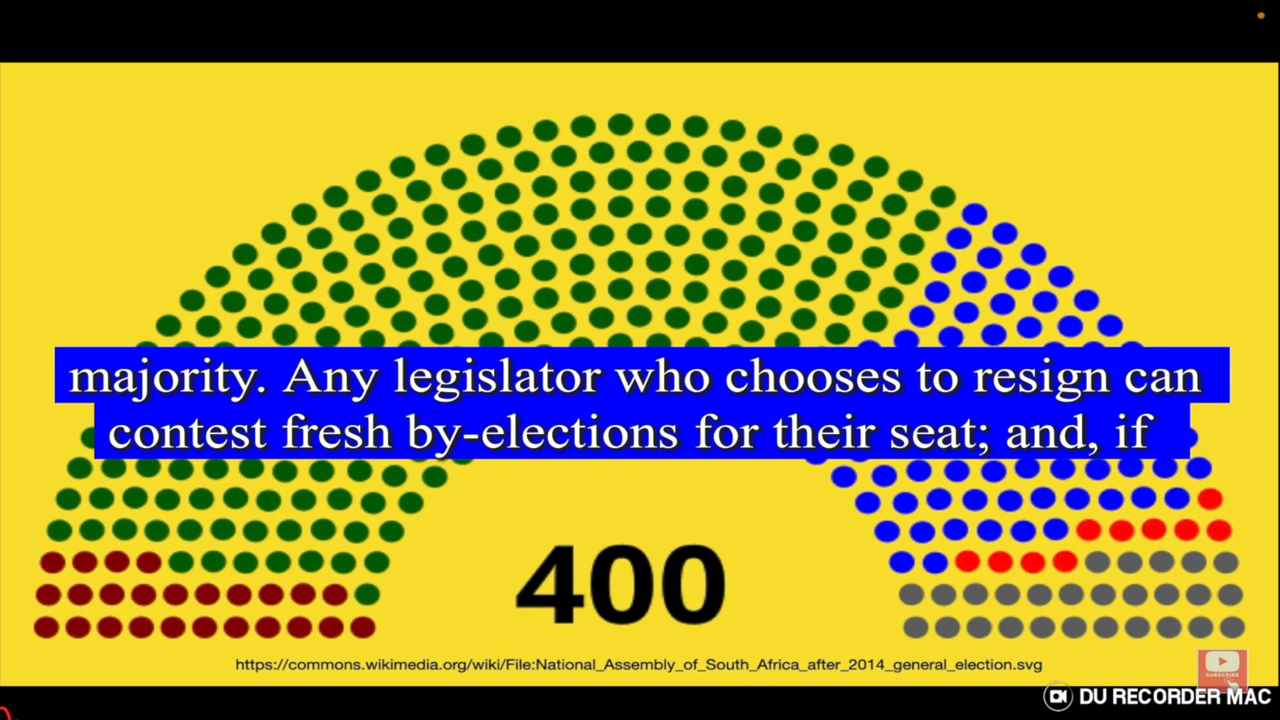 majority. Any legislator who chooses to resign can
contest fresh by-elections for their seat; and, if
400
https://commons.wikimedia.org/wiki/File:National_Assembly_of_South_Africa_after_2014_general_election.svg
SUBSCRIBE
DU RECORDER MAC